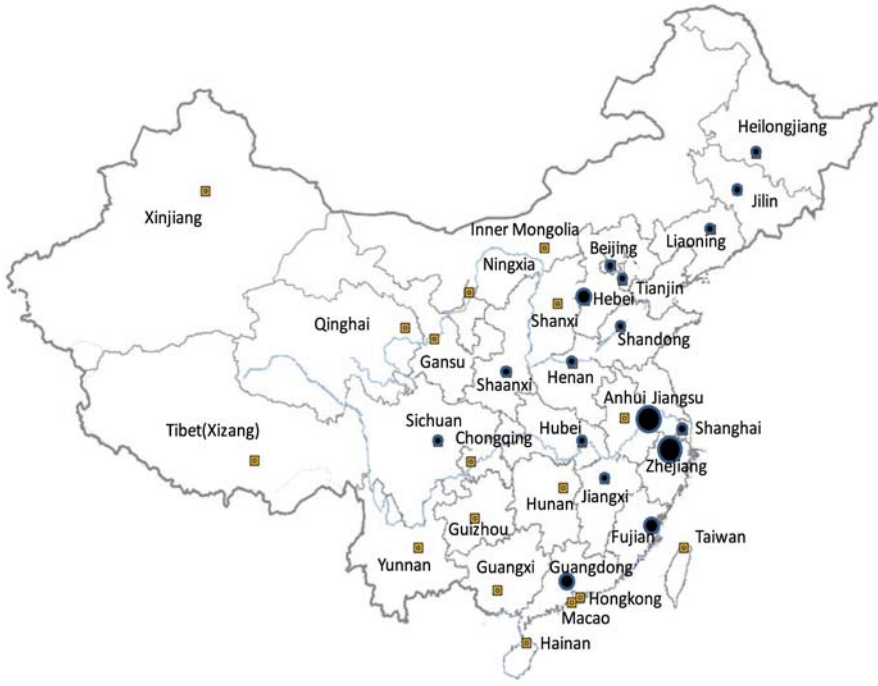 Heilongjiang
Jilin
Xinjiang
Inner Mongolia
Liaoning
Beijing
Ningxia
Tianjin
Hebei
Qinghai
Shanxi
Shandong
Gansu
Henan
Shaanxi
Anhui Jiangsu
Sichuan
Hubei
Shanghai
Tibet(Xizang)
Chongqing
Zhejiang
Hunan
Jiangxi
Guizhou
Fujian
Taiwan
Yunnan
Guangxi
Guangdong
Hongkong
Macao
Hainan